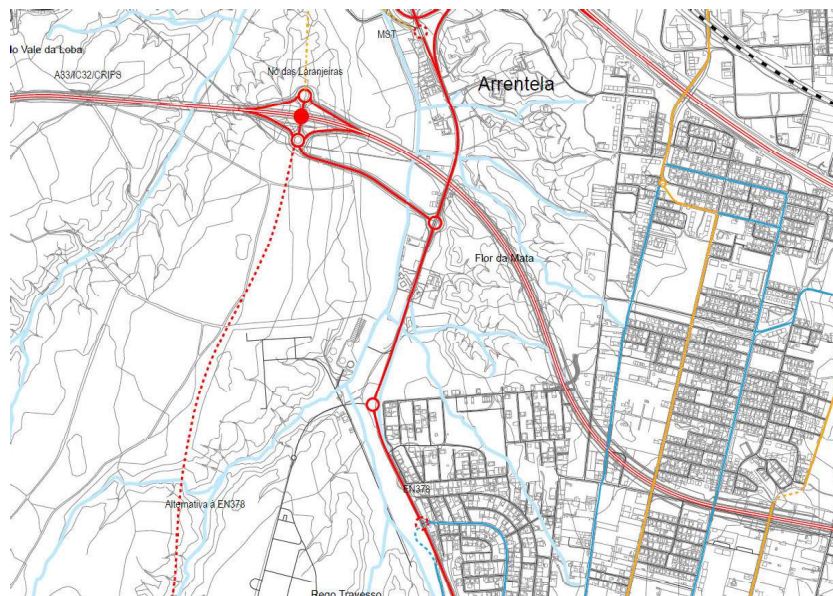 MST
lo Vale da Loba
A33/IC32/CRIPS
Nó das Laranjeiras
Arrentela
Flor da Mata
EN378
Alternativa à EN378
Rego Travesso